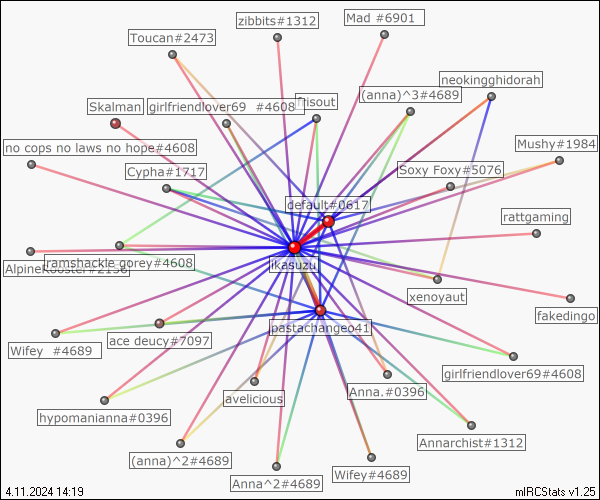 zibbits#1312
Mad #6901
Toucan#2473
neokingghidorah
(anna)^3#4689
Skalman
girlfriendlover69 #4608
frisout
no cops no laws no hope#4608
Mushy#1984
Cypha#1717
Soxy Foxy#5076
default#0617
rattgaming
ramshackle gorey#4608
ikasuzu
xenoyaut
fakedingo
pastachangeo41
ace deucy#7097
Wifey #4689
girlfriendlover69#4608
avelicious
Anna.#0396
hypomanianna#0396
Annarchist#1312
(anna)^2#4689
Anna^2#4689
Wifey#4689
4.11.2024 14:19
mIRCStats v1.25